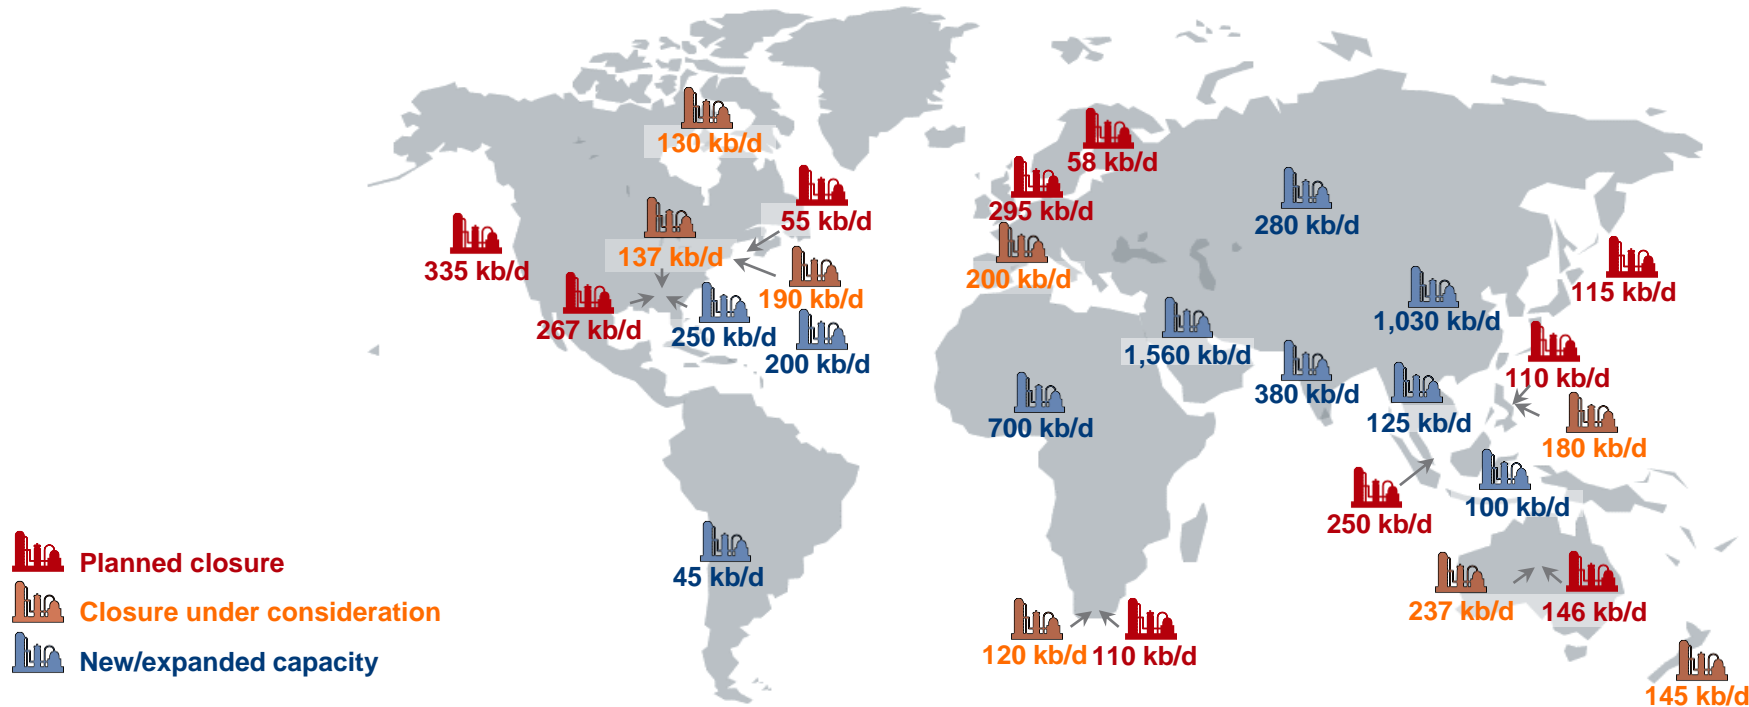 130 kb/d
58 kb/d
55 kb/d
295 kb/d
280 kb/d
137 kb/d
335 kb/d
200 kb/d
190 kb/d
115 kb/d
267 kb/d
250 kb/d
1,030 kb/d
200 kb/d
1,560 kb/d
110 kb/d
380 kb/d
700 kb/d
125 kb/d
180 kb/d
100 kb/d
250 kb/d
Planned closure
45 kb/d
Closure under consideration
237 kb/d
146 kb/d
New/expanded capacity
120 kb/d
110 kb/d
145 kb/d